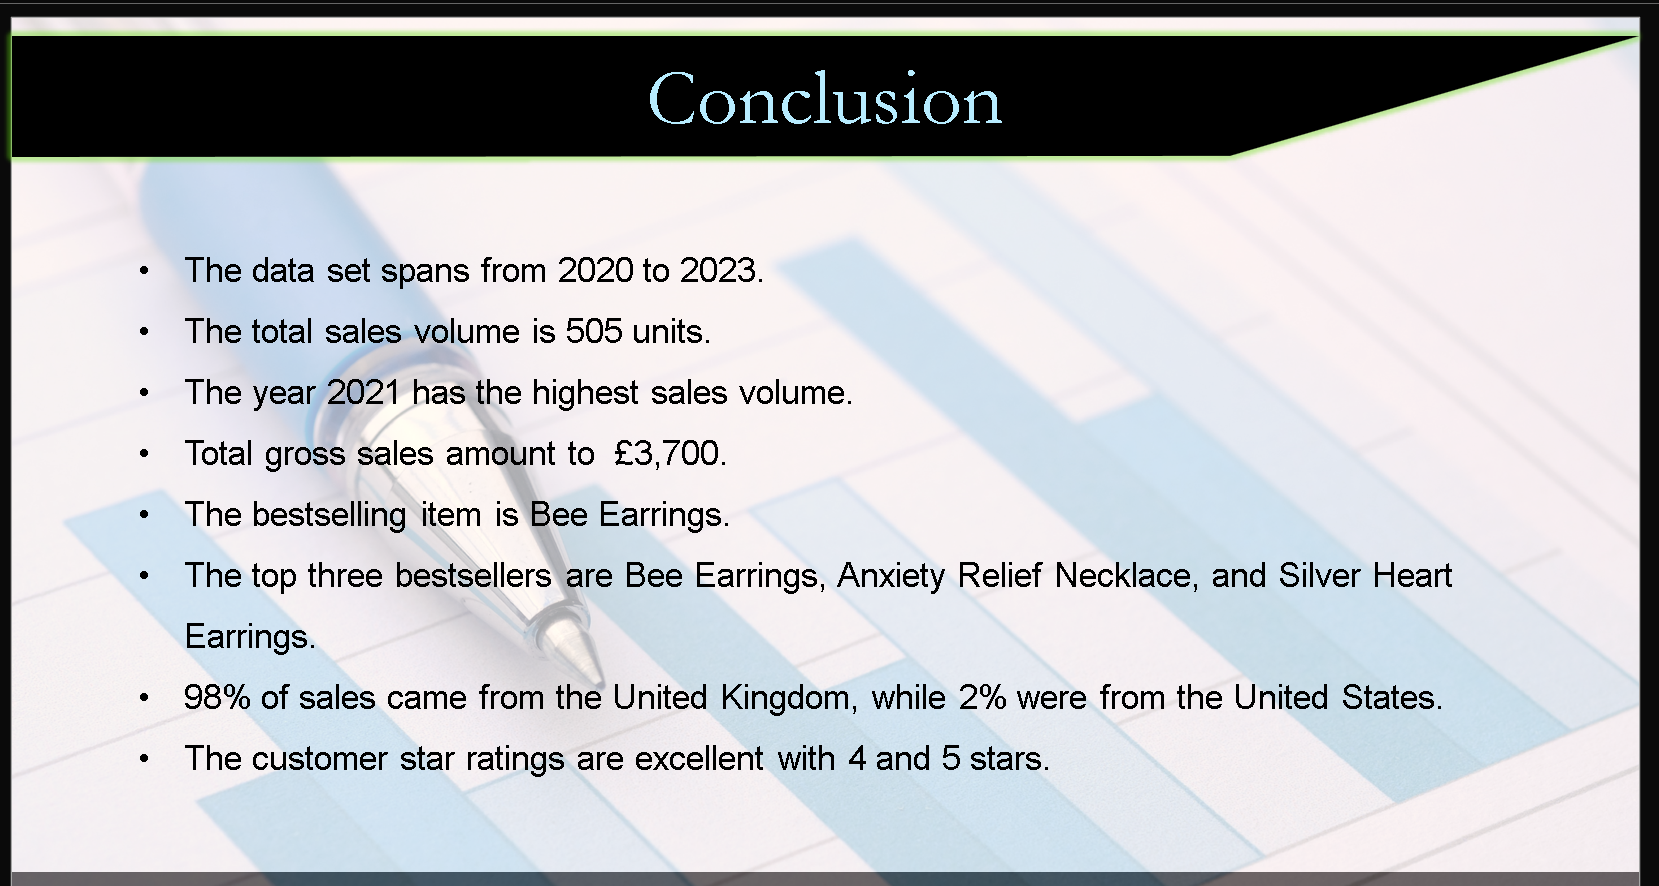 Conclusion
• The data set spans from 2020 to 2023.
• The total sales volume is 505 units.
• The year 2021 has the highest sales volume.
• Total gross sales amount to  £3,700.
• The bestselling item is Bee Earrings.
• The top three bestsellers are Bee Earrings, Anxiety Relief Necklace, and Silver Heart
Earrings.
• 98% of sales came from the United Kingdom, while 2% were from the United States.
• The customer star ratings are excellent with 4 and 5 stars.